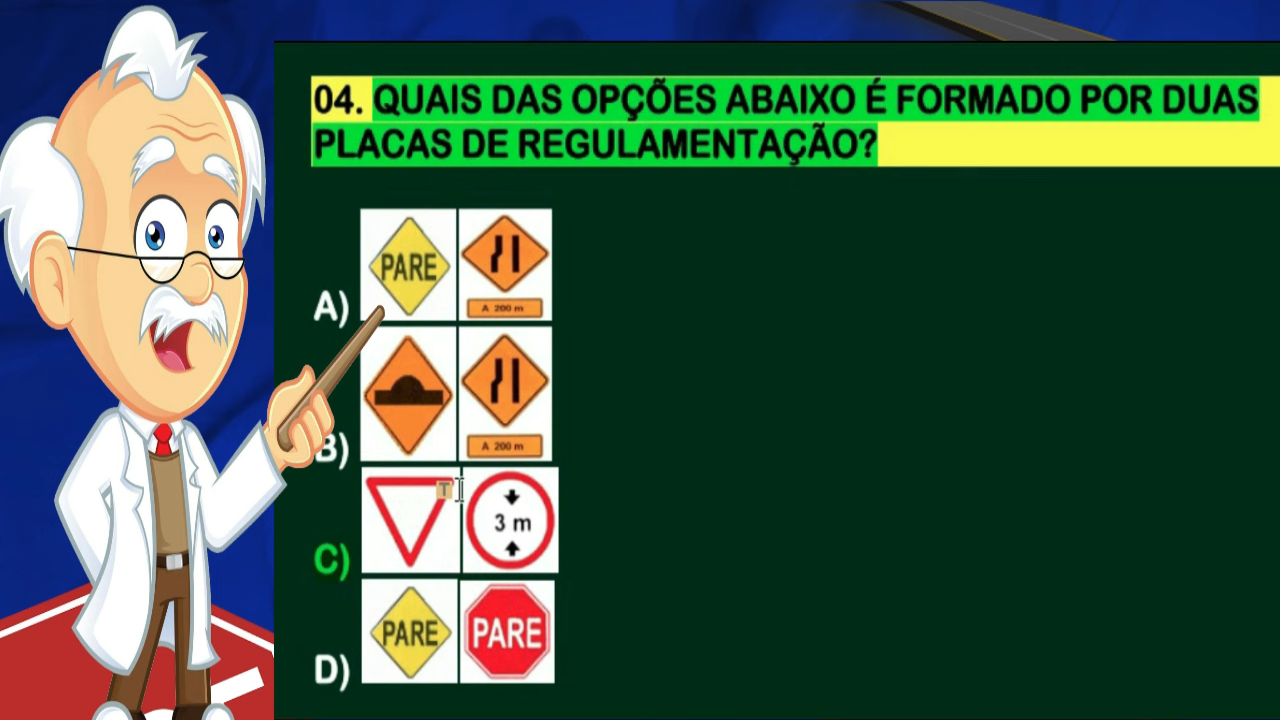 04. QUAIS DAS OPÇÕES ABAIXO É FORMADO POR DUAS
PLACAS DE REGULAMENTAÇÃO?
A)
PARE
A 200 m
B)
A 200 m
C)
T
3 m
D)
PARE
PARE